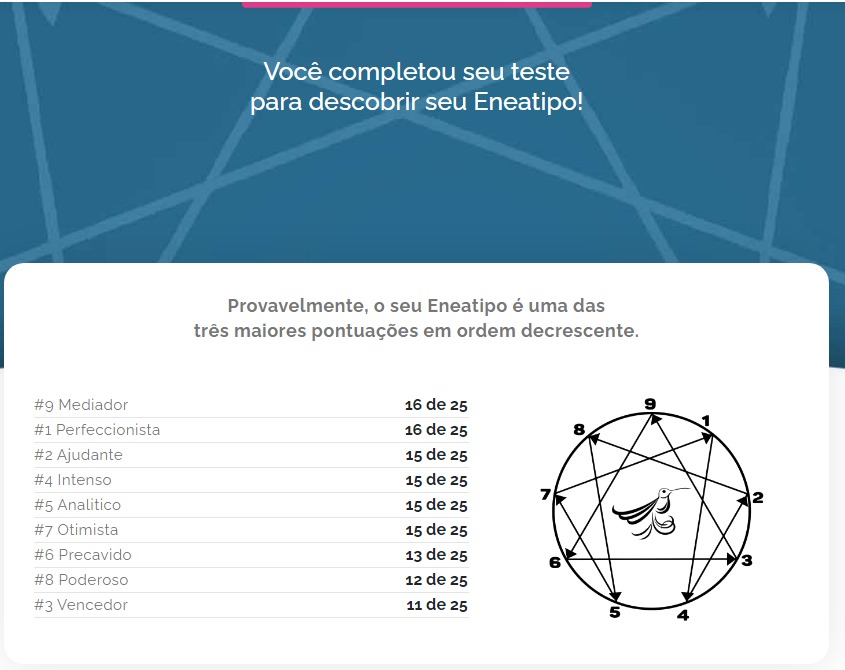 Você completou seu teste
para descobrir seu Eneatipo!
Provavelmente, o seu Eneatipo é uma das
três maiores pontuações em ordem decrescente.
#9 Mediador 16 de 25
#1 Perfeccionista 16 de 25
#2 Ajudante 15 de 25
#4 Intenso 15 de 25
#5 Analitico 15 de 25
#7 Otimista 15 de 25
#6 Precavido 13 de 25
#8 Poderoso 12 de 25
#3 Vencedor 11 de 25
9
8 1
7 2
6 3
5 4